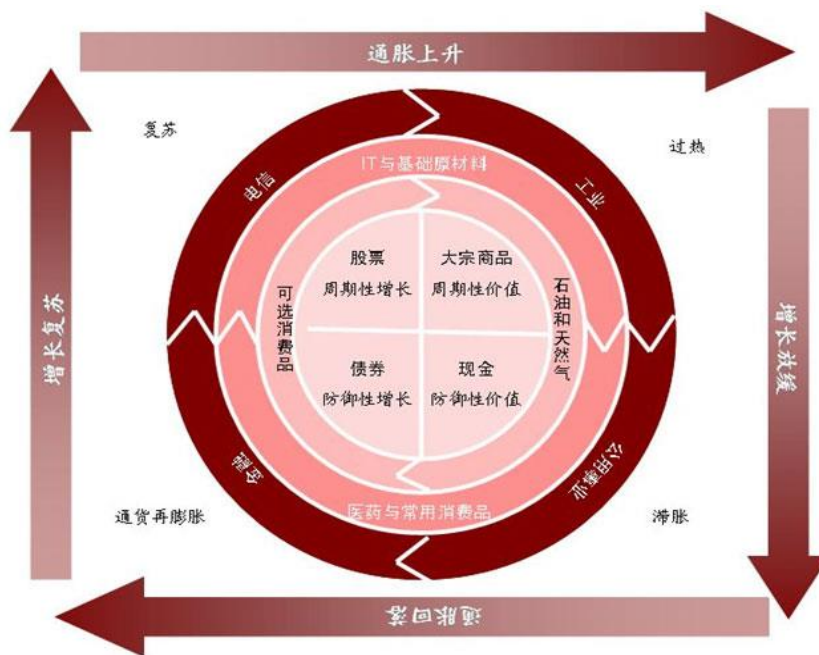 通胀上升
复苏
过热
电信
IT与基础原材料
工业
股票
大宗商品
周期性增长
周期性价值
可选消费品
石油和天然气
增长复苏
增长放缓
债券
现金
防御性增长
防御性价值
金融
公用事业
医药与常用消费品
通货再膨胀
滞胀
通胀回落